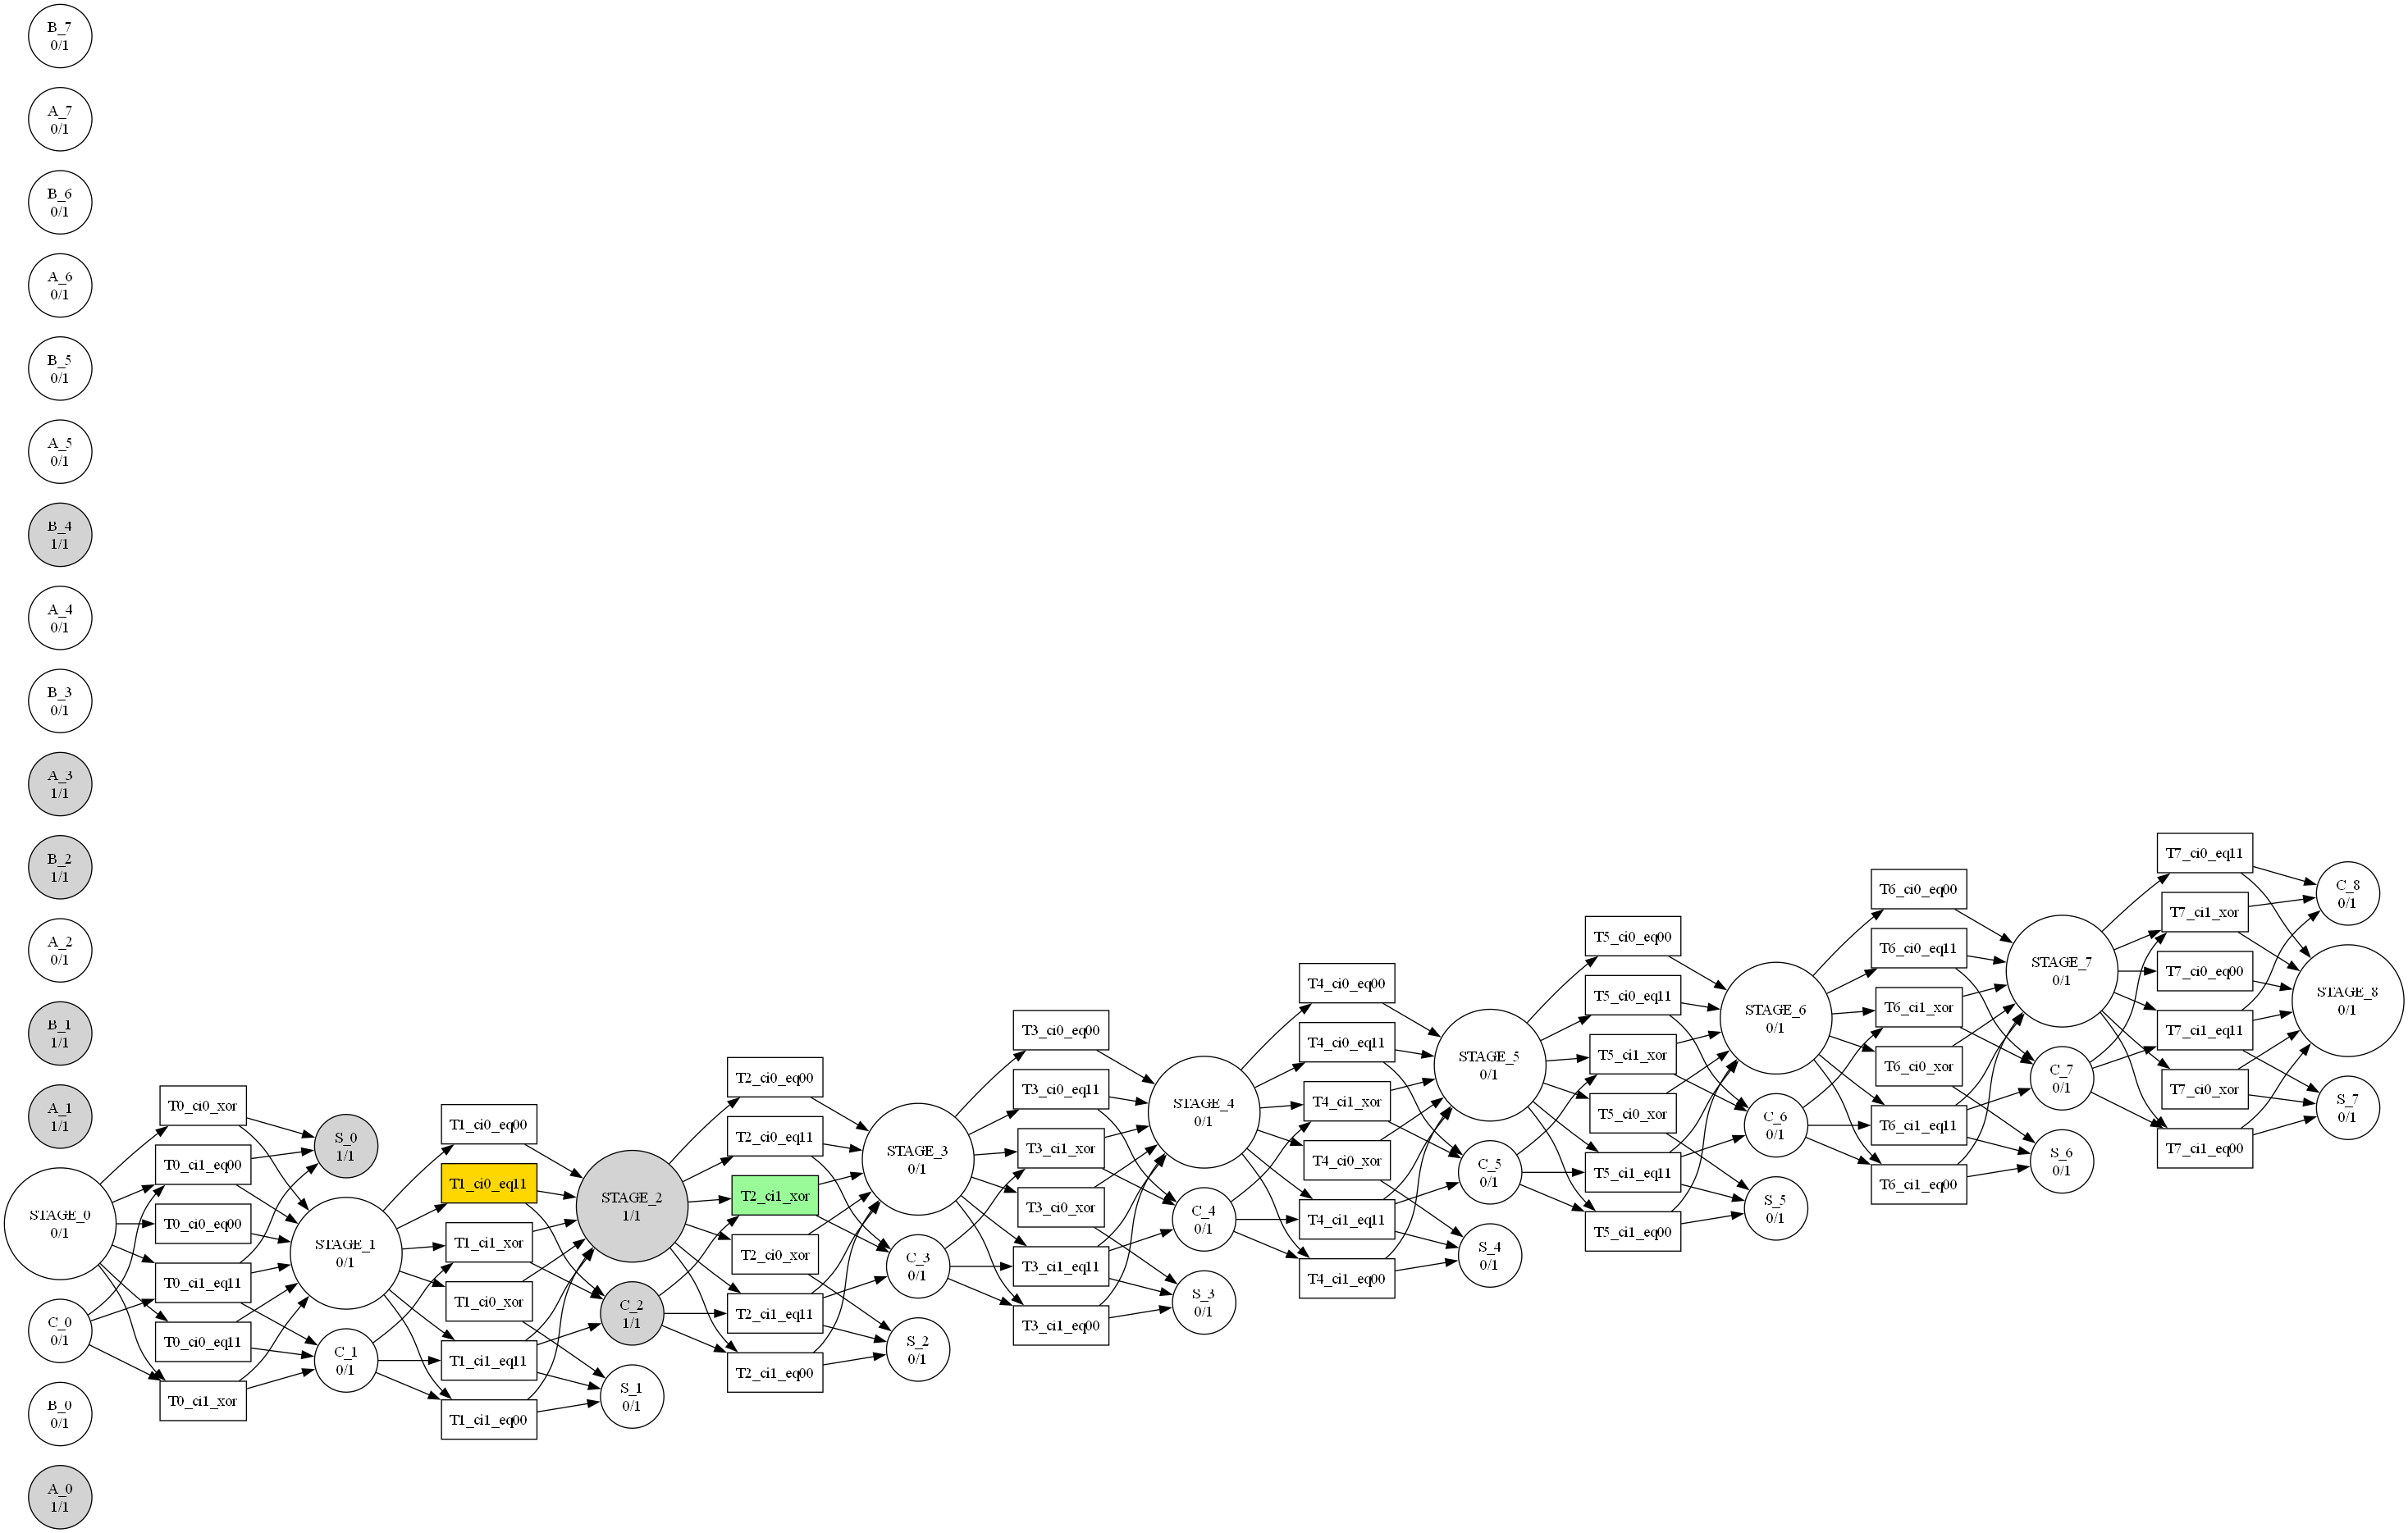 B_7
0/1
A_7
0/1
B_6
0/1
A_6
0/1
B_5
0/1
A_5
0/1
B_4
1/1
A_4
0/1
B_3
0/1
A_3
1/1
B_2
1/1
A_2
0/1
B_1
1/1
A_1
1/1
STAGE_0
0/1
C_0
0/1
B_0
0/1
A_0
1/1
T0_ci0_xor
T0_ci1_eq00
T0_ci0_eq00
T0_ci1_eq11
T0_ci0_eq11
T0_ci1_xor
S_0
1/1
STAGE_1
0/1
C_1
0/1
T1_ci0_eq00
T1_ci0_eq11
T1_ci1_xor
T1_ci0_xor
T1_ci1_eq11
T1_ci1_eq00
STAGE_2
1/1
C_2
1/1
S_1
0/1
T2_ci0_eq00
T2_ci0_eq11
T2_ci1_xor
T2_ci0_xor
T2_ci1_eq11
T2_ci1_eq00
STAGE_3
0/1
C_3
0/1
S_2
0/1
T3_ci0_eq00
T3_ci0_eq11
T3_ci1_xor
T3_ci0_xor
T3_ci1_eq11
T3_ci1_eq00
STAGE_4
0/1
C_4
0/1
S_3
0/1
T4_ci0_eq00
T4_ci0_eq11
T4_ci1_xor
T4_ci0_xor
T4_ci1_eq11
T4_ci1_eq00
STAGE_5
0/1
C_5
0/1
S_4
0/1
T5_ci0_eq00
T5_ci0_eq11
T5_ci1_xor
T5_ci0_xor
T5_ci1_eq11
T5_ci1_eq00
STAGE_6
0/1
C_6
0/1
S_5
0/1
T6_ci0_eq00
T6_ci0_eq11
T6_ci1_xor
T6_ci0_xor
T6_ci1_eq11
T6_ci1_eq00
STAGE_7
0/1
C_7
0/1
S_6
0/1
T7_ci0_eq11
T7_ci1_xor
T7_ci0_eq00
T7_ci1_eq11
T7_ci0_xor
T7_ci1_eq00
C_8
0/1
STAGE_8
0/1
S_7
0/1